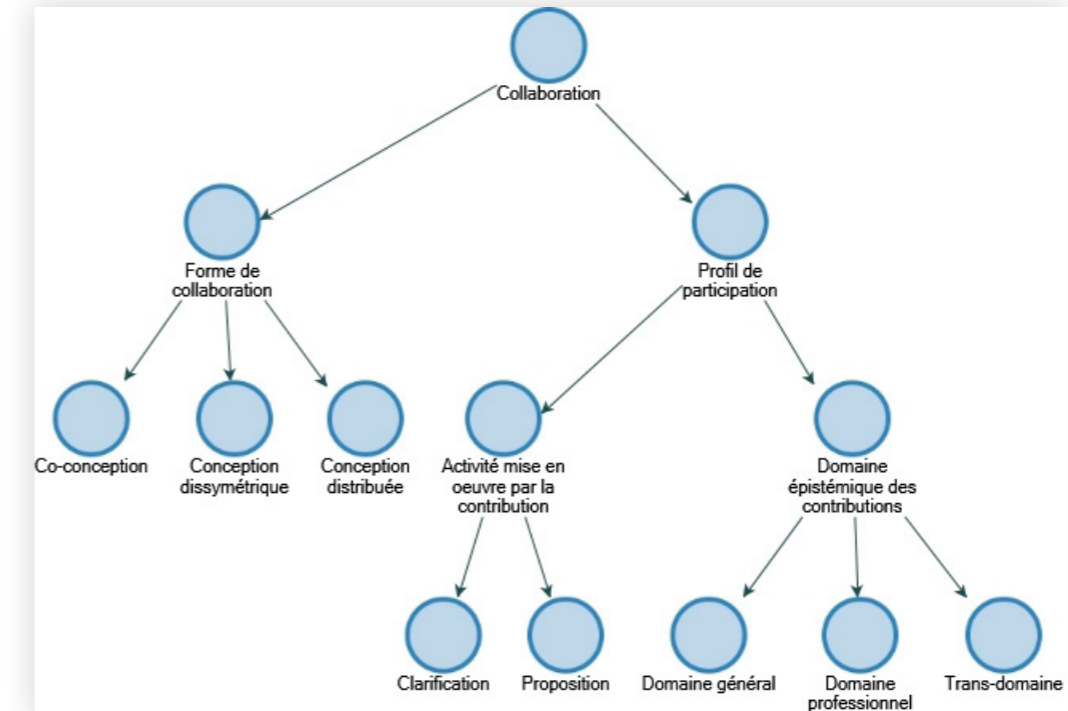 Collaboration
Forme de
collaboration
Profil de
participation
Co-conception
Conception
dissymétrique
Conception
distribuée
Activité mise en
oeuvre par la
contribution
Domaine
épistémique des
contributions
Clarification
Proposition
Domaine général
Domaine
professionnel
Trans-domaine